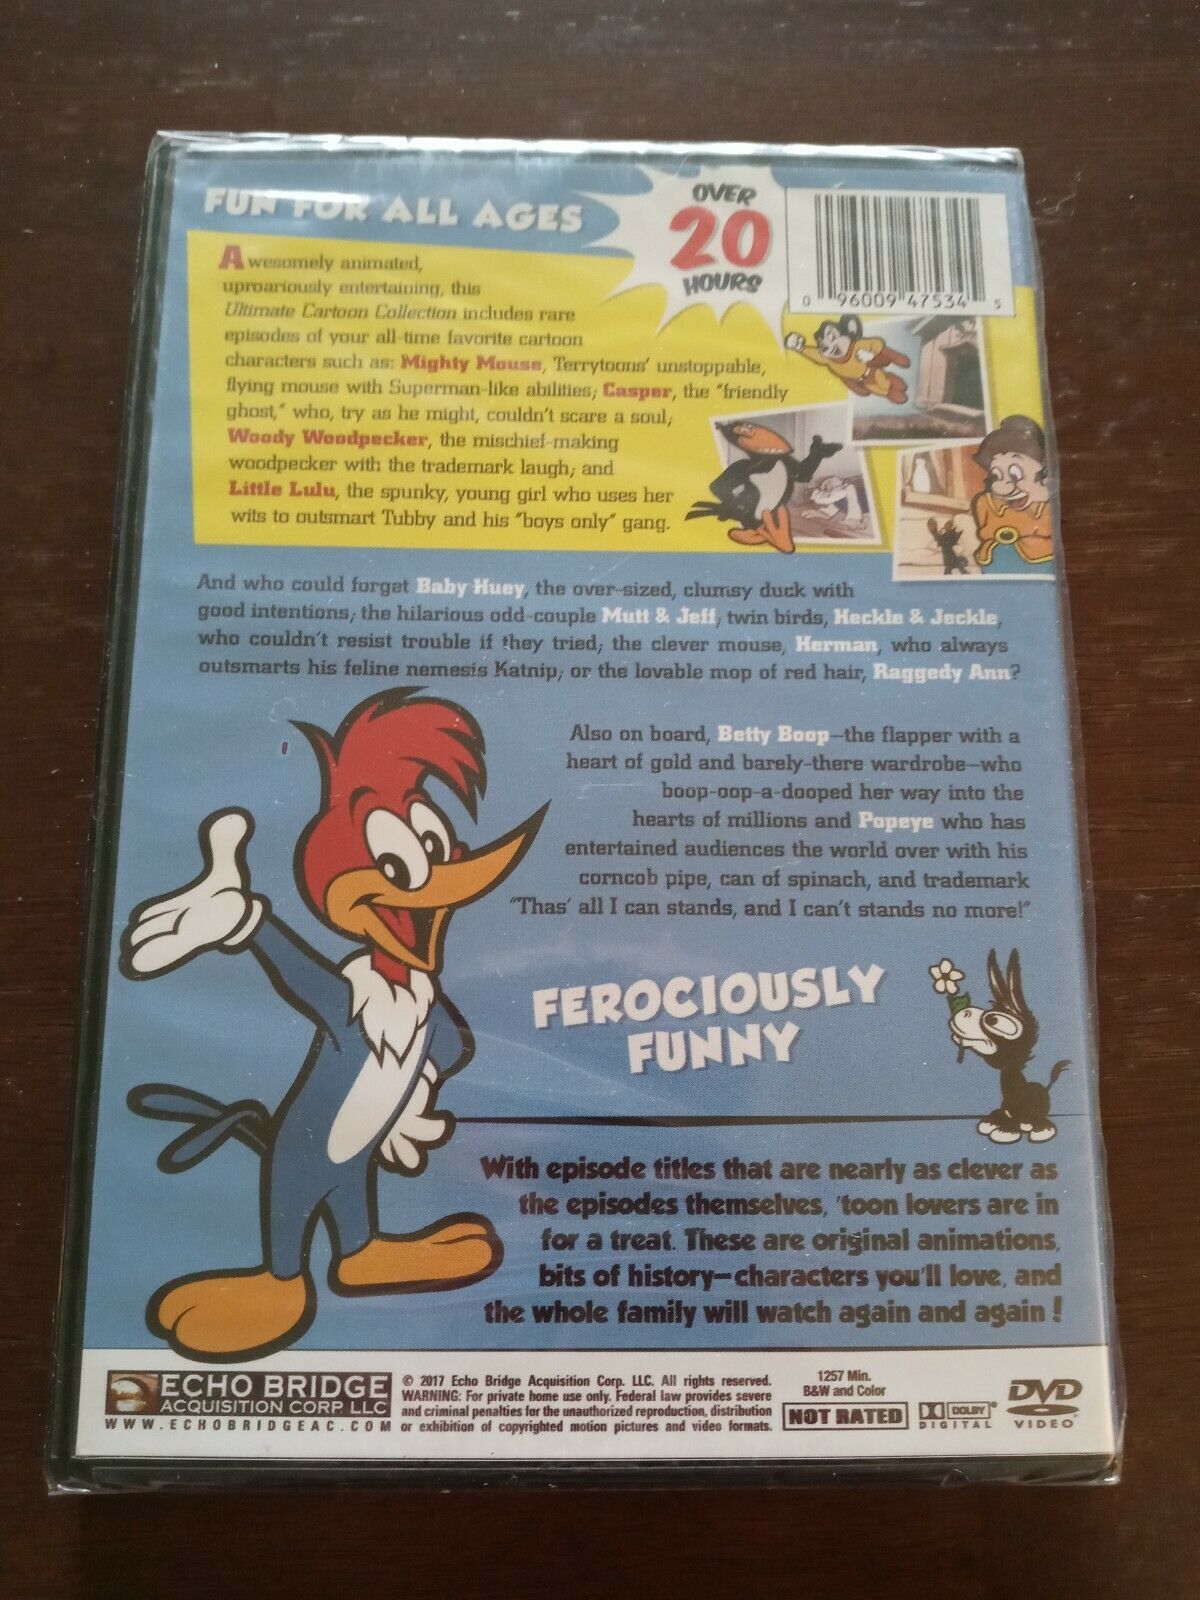 FUN FOR ALL AGES
OVER
20
HOURS
0 96009 47534 5
Awesomely animated,
uproariously entertaining, this
Ultimate Cartoon Collection includes rare
episodes of your all-time favorite cartoon
characters such as: Mighty Mouse, Terrytoons' unstoppable,
flying mouse with Superman-like abilities; Casper, the "friendly
ghost," who, try as he might, couldn't scare a soul;
Woody Woodpecker, the mischief-making
woodpecker with the trademark laugh; and
Little Lulu, the spunky, young girl who uses her
wits to outsmart Tubby and his "boys only" gang.
And who could forget Baby Huey, the over-sized, clumsy duck with
good intentions; the hilarious odd-couple Mutt & Jeff; twin birds, Heckle & Jeckle,
who couldn't resist trouble if they tried; the clever mouse, Herman, who always
outsmarts his feline nemesis Katnip; or the lovable mop of red hair, Raggedy Ann?
Also on board, Betty Boop—the flapper with a
heart of gold and barely-there wardrobe—who
boop-oop-a-dooped her way into the
hearts of millions and Popeye who has
entertained audiences the world over with his
corncob pipe, can of spinach, and trademark
"Thas' all I can stands, and I can't stands no more!"
FEROCIOUSLY
FUNNY
With episode titles that are nearly as clever as
the episodes themselves, 'toon lovers are in
for a treat. These are original animations,
bits of history—characters you'll love, and
the whole family will watch again and again!
ECHO BRIDGE
ACQUISITION CORP. LLC
WWW.ECHOBRIDGEAC.COM
© 2017 Echo Bridge Acquisition Corp. LLC. All rights reserved.
WARNING: For private home use only. Federal law provides severe
and criminal penalties for the unauthorized reproduction, distribution
or exhibition of copyrighted motion pictures and video formats.
1257 Min.
B&W and Color
NOT RATED
DOLBY
DIGITAL
DVD
VIDEO